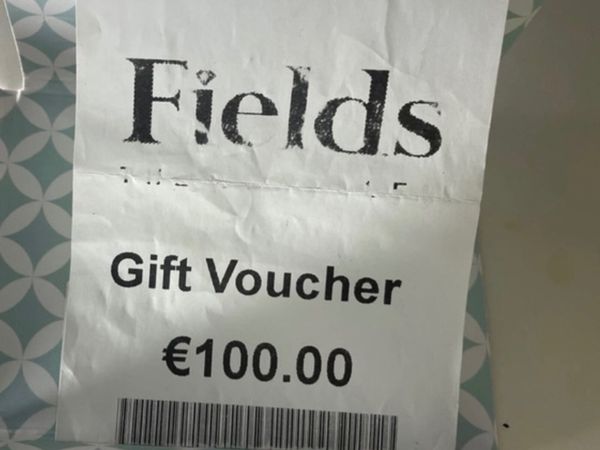 Fields
Gift Voucher
€100.00